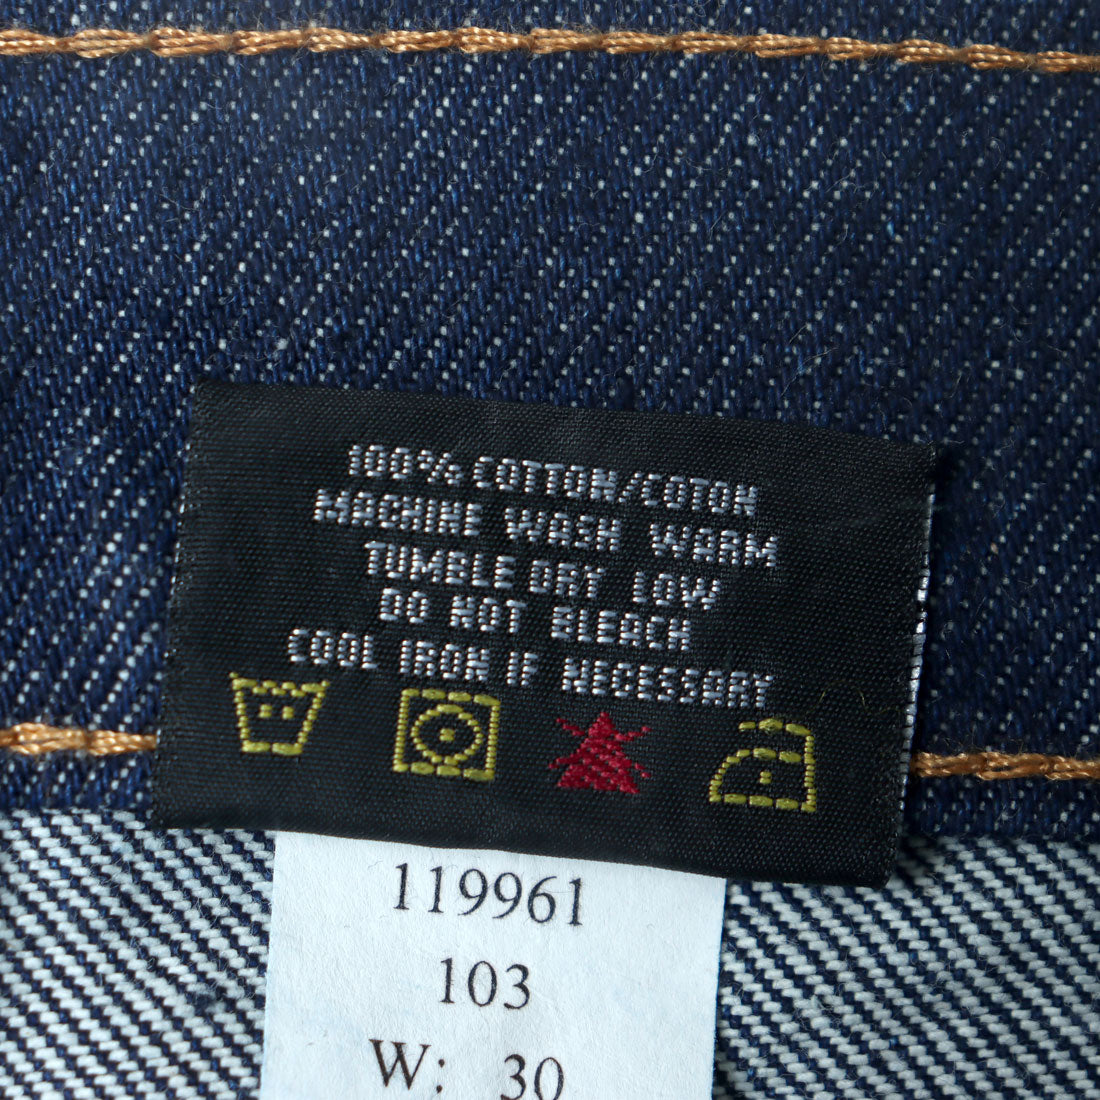 100% COTTON/COTON
MACHINE WASH WARM
TUMBLE DRY LOW
DO NOT BLEACH
COOL IRON IF NECESSARY
119961
103
W: 30